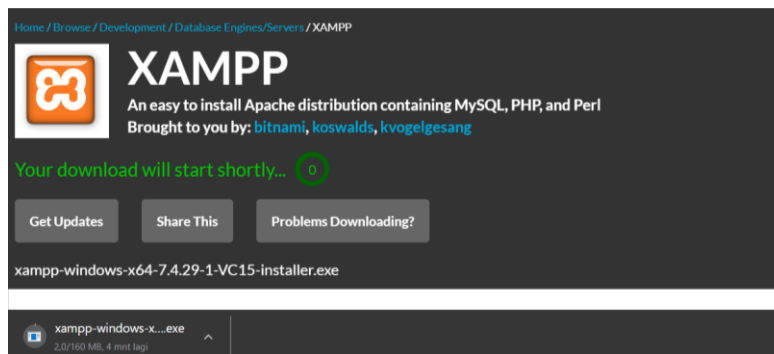 Home / Browse / Development / Database Engines/Servers / XAMPP
XAMPP
An easy to install Apache distribution containing MySQL, PHP, and Perl
Brought to you by: bitnami, koswalds, kvogelgesang
Your download will start shortly... 0
Get Updates Share This Problems Downloading?
xampp-windows-x64-7.4.29-1-VC15-installer.exe
xampp-windows-x....exe
2,0/160 MB, 4 mnt lagi